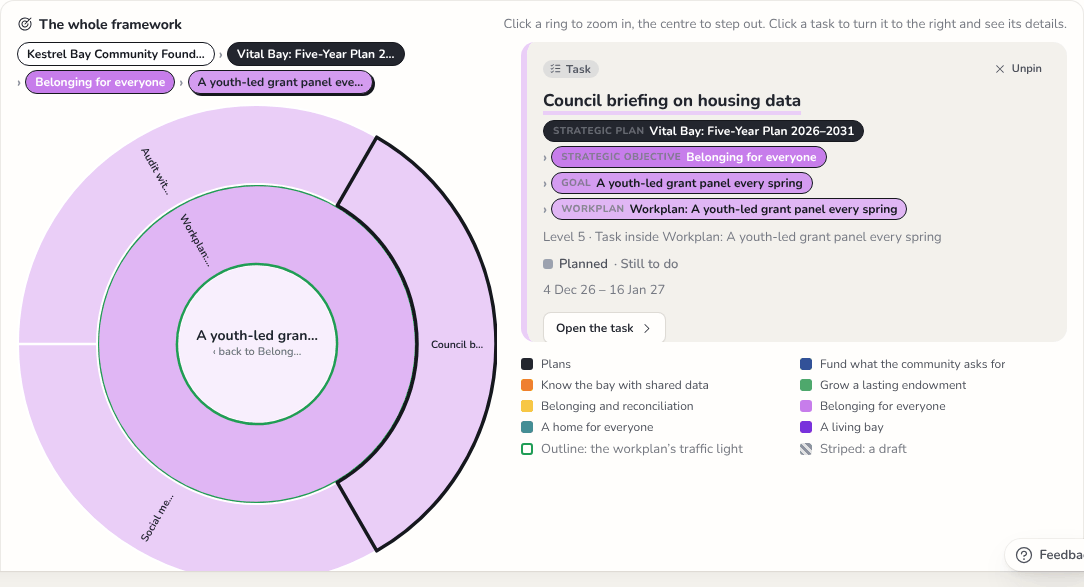 The whole framework
Click a ring to zoom in, the centre to step out. Click a task to turn it to the right and see its details.
Kestrel Bay Community Found... › Vital Bay: Five-Year Plan 2...
› Belonging for everyone › A youth-led grant panel eve...
Audit wit...
Workplan:...
A youth-led gran...
‹ back to Belong...
Council b...
Social me...
Task
Unpin
Council briefing on housing data
STRATEGIC PLAN Vital Bay: Five-Year Plan 2026–2031
› STRATEGIC OBJECTIVE Belonging for everyone
› GOAL A youth-led grant panel every spring
› WORKPLAN Workplan: A youth-led grant panel every spring
Level 5 · Task inside Workplan: A youth-led grant panel every spring
Planned · Still to do
4 Dec 26 – 16 Jan 27
Open the task
Plans
Fund what the community asks for
Know the bay with shared data
Grow a lasting endowment
Belonging and reconciliation
Belonging for everyone
A home for everyone
A living bay
Outline: the workplan's traffic light
Striped: a draft
Feedba